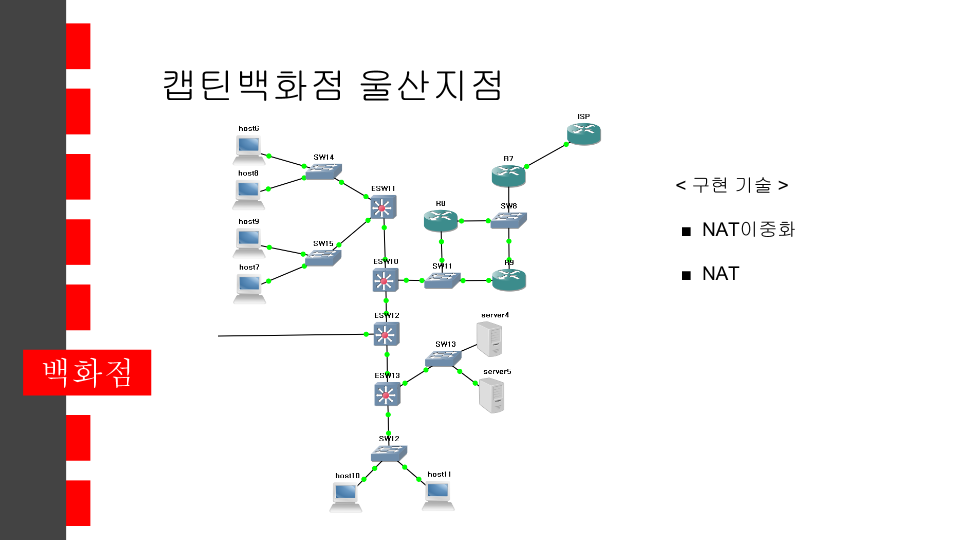 캡틴백화점 울산지점
ISP
host6
SW14
R7
host8
ESW11
R8
SW8
host9
SW15
host7
ESW10
SW11
R9
ESW12
server4
SW13
ESW13
server5
SW12
host10
host11
< 구현 기술 >
■ NAT이중화
■ NAT
백화점